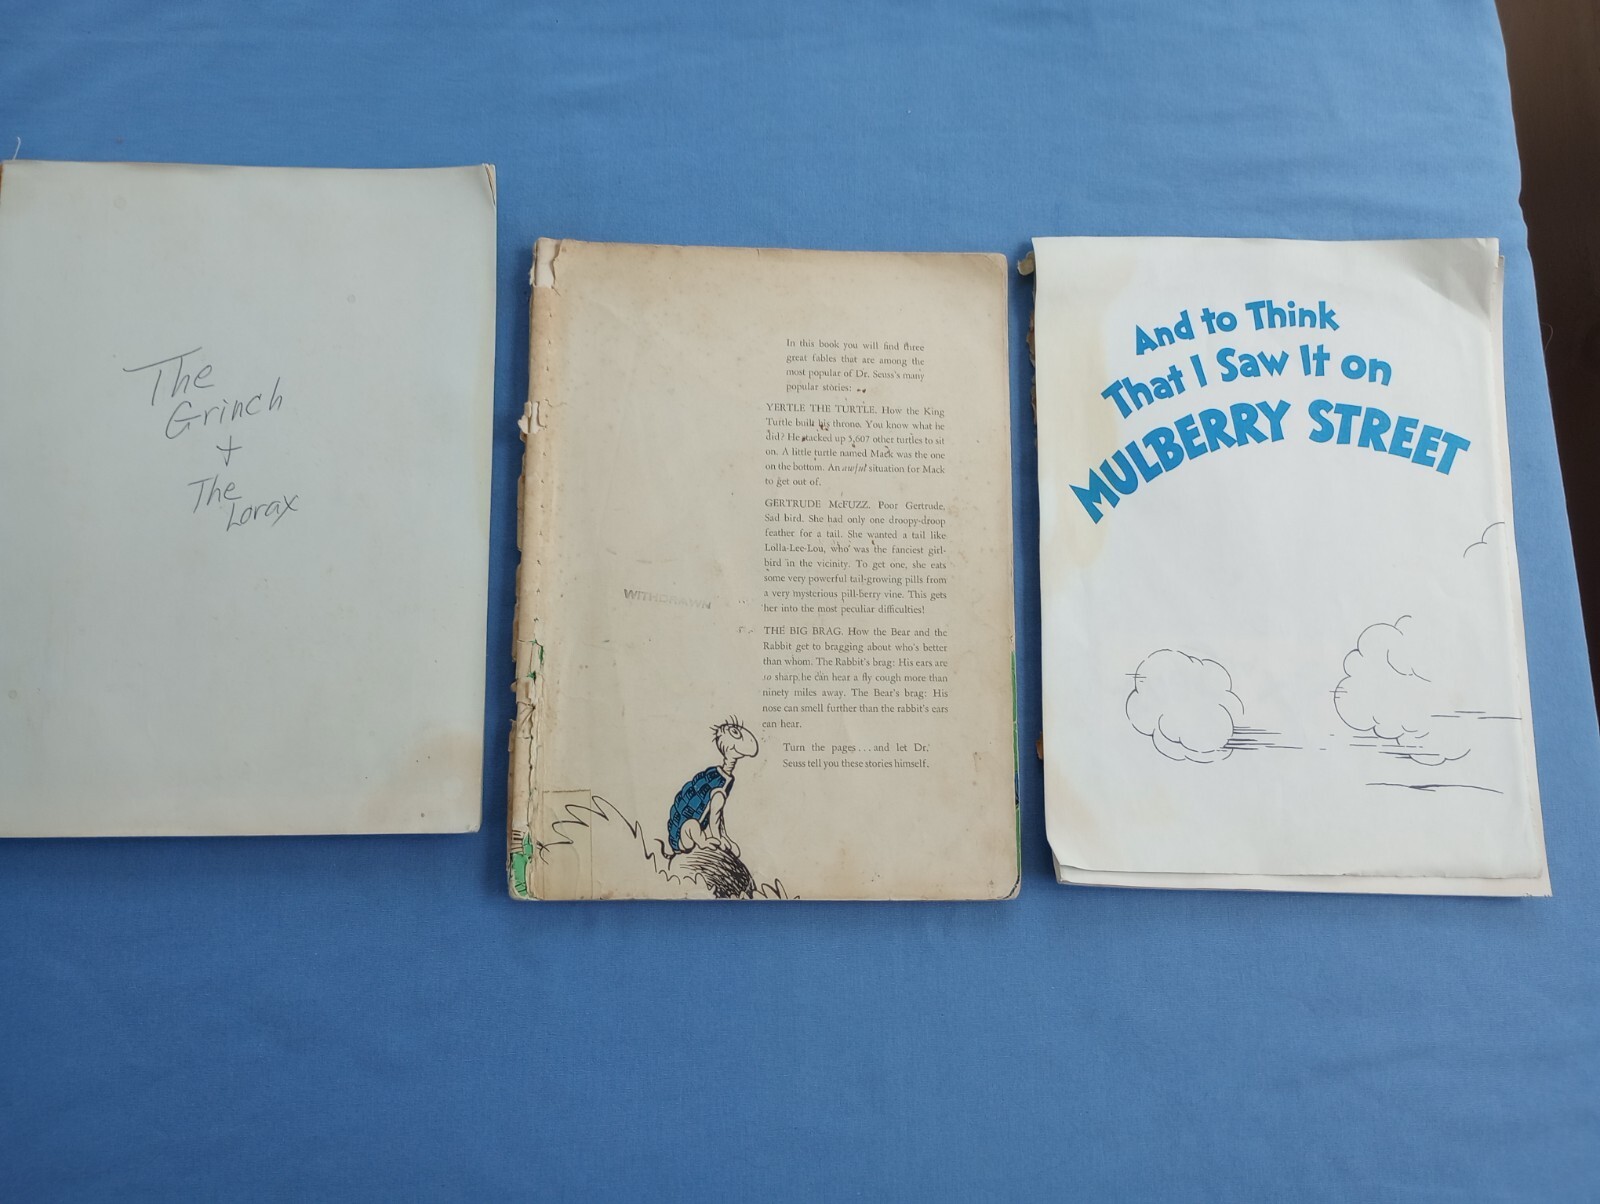 The
Grinch
+
The
Lorax
In this book you will find three
great fables that are among the
most popular of Dr. Seuss's many
popular stories:
YERTLE THE TURTLE. How the King
Turtle built his throne. You know what he
did? He stacked up 5,607 other turtles to sit
on. A little turtle named Mack was the one
on the bottom. An awful situation for Mack
to get out of.
GERTRUDE McFUZZ. Poor Gertrude.
Sad bird. She had only one droopy-droop
feather for a tail. She wanted a tail like
Lolla-Lee-Lou, who was the fanciest girl-
bird in the vicinity. To get one, she eats
some very powerful tail-growing pills from
a very mysterious pill-berry vine. This gets
her into the most peculiar difficulties!
WITHDRAWN
THE BIG BRAG. How the Bear and the
Rabbit get to bragging about who's better
than whom. The Rabbit's brag: His ears are
so sharp he can hear a fly cough more than
ninety miles away. The Bear's brag: His
nose can smell further than the rabbit's ears
can hear.
Turn the pages... and let Dr.
Seuss tell you these stories himself.
And to Think
That I Saw It on
MULBERRY STREET